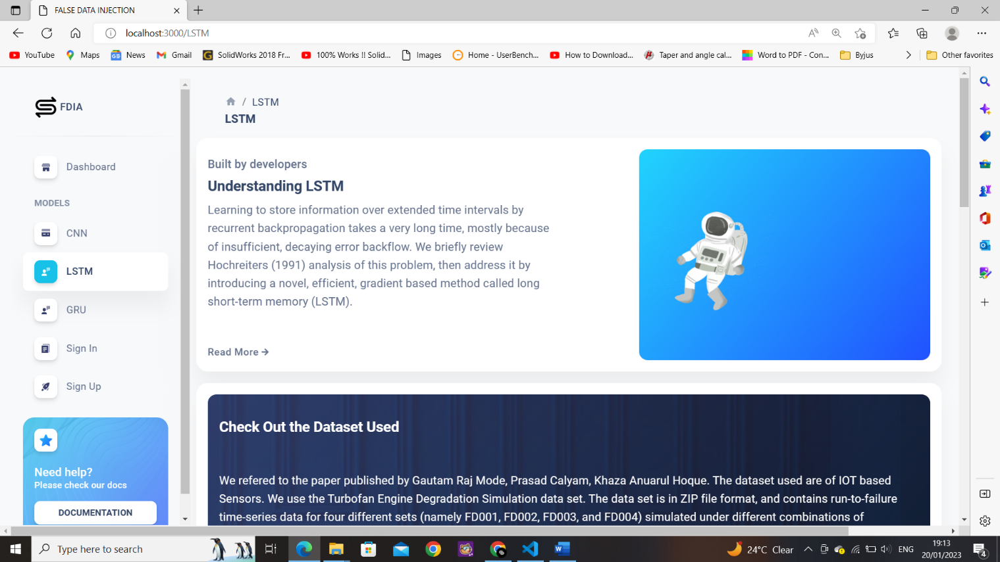 FALSE DATA INJECTION
localhost:3000/LSTM
YouTube
Maps
News
Gmail
SolidWorks 2018 Fr...
100% Works !! Solid...
Images
Home - UserBench...
How to Download...
Taper and angle cal...
Word to PDF - Con...
Byjus
Other favorites
FDIA
Dashboard
MODELS
CNN
LSTM
GRU
Sign In
Sign Up
Need help?
Please check our docs
DOCUMENTATION
/ LSTM
LSTM
Built by developers
Understanding LSTM
Learning to store information over extended time intervals by
recurrent backpropagation takes a very long time, mostly because
of insufficient, decaying error backflow. We briefly review
Hochreiters (1991) analysis of this problem, then address it by
introducing a novel, efficient, gradient based method called long
short-term memory (LSTM).
Read More
Check Out the Dataset Used
We refered to the paper published by Gautam Raj Mode, Prasad Calyam, Khaza Anuarul Hoque. The dataset used are of IOT based
Sensors. We use the Turbofan Engine Degradation Simulation data set. The data set is in ZIP file format, and contains run-to-failure
time-series data for four different sets (namely FD001, FD002, FD003, and FD004) simulated under different combinations of
Type here to search
24°C Clear
ENG
19:13
20/01/2023
4